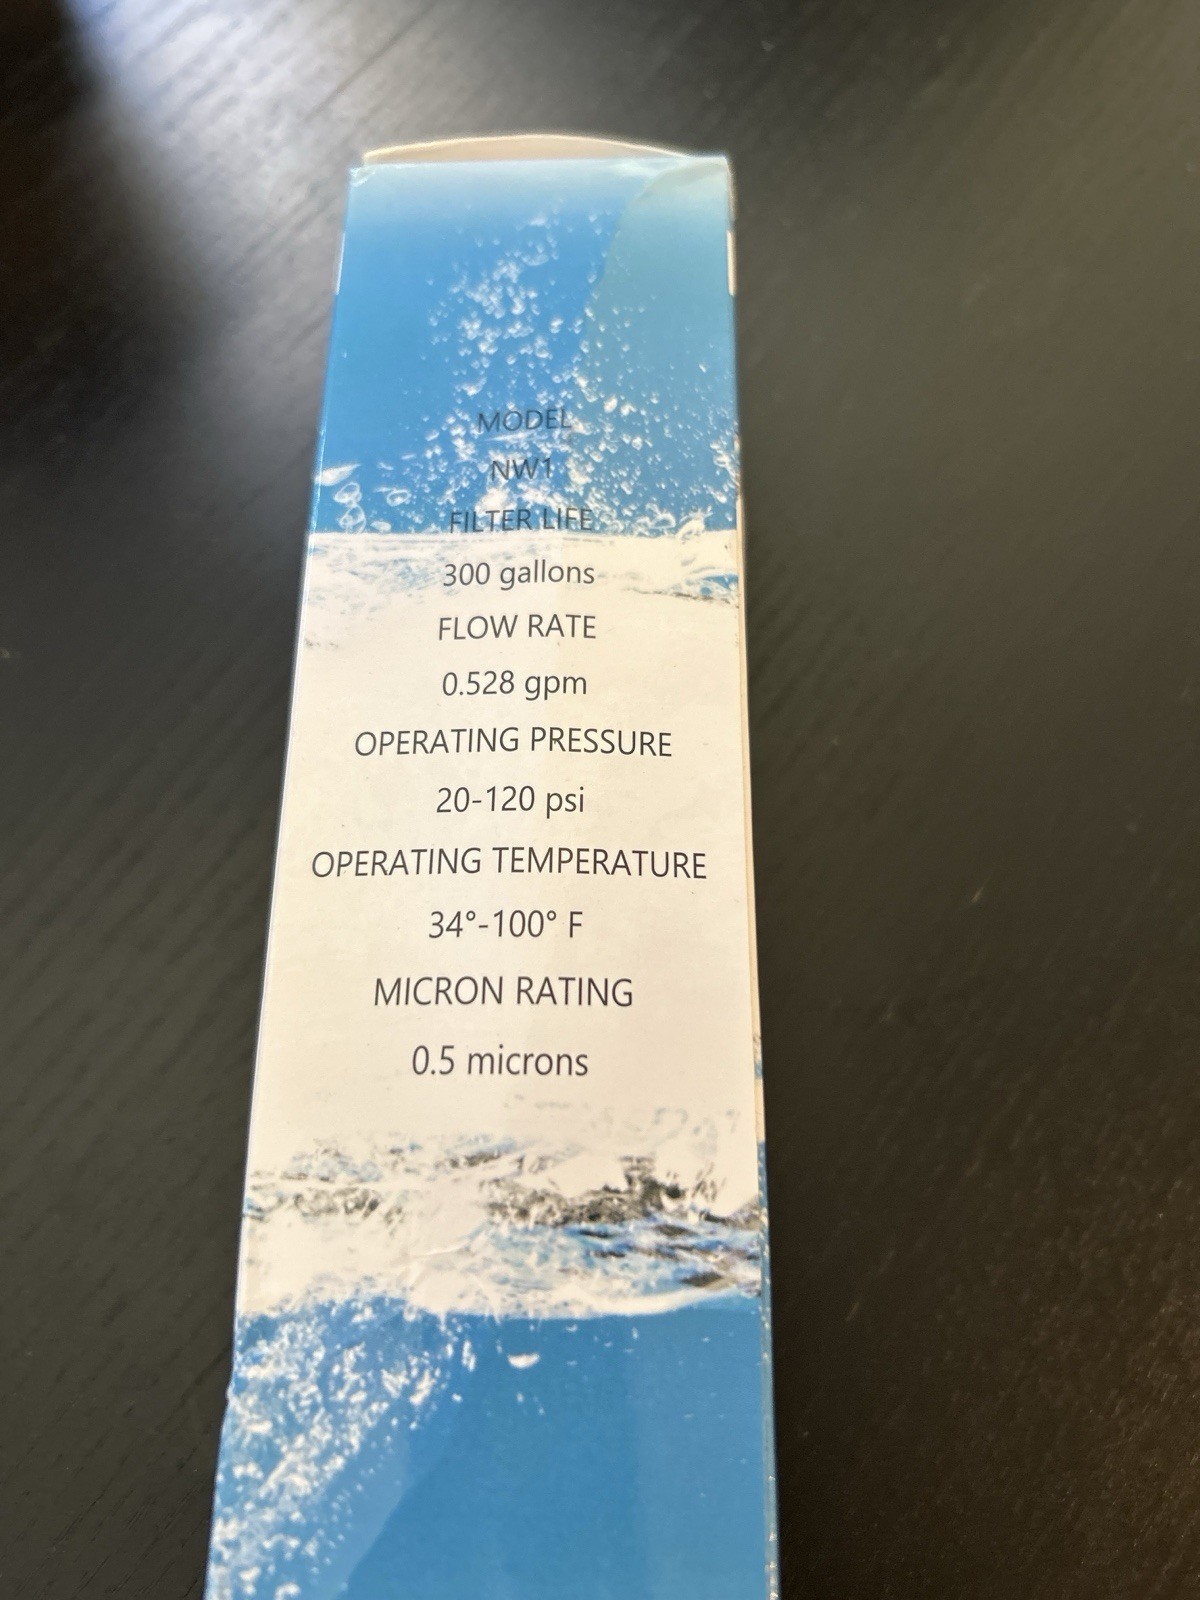 MODEL
NW1
FILTER LIFE
300 gallons
FLOW RATE
0.528 gpm
OPERATING PRESSURE
20-120 psi
OPERATING TEMPERATURE
34°-100° F
MICRON RATING
0.5 microns